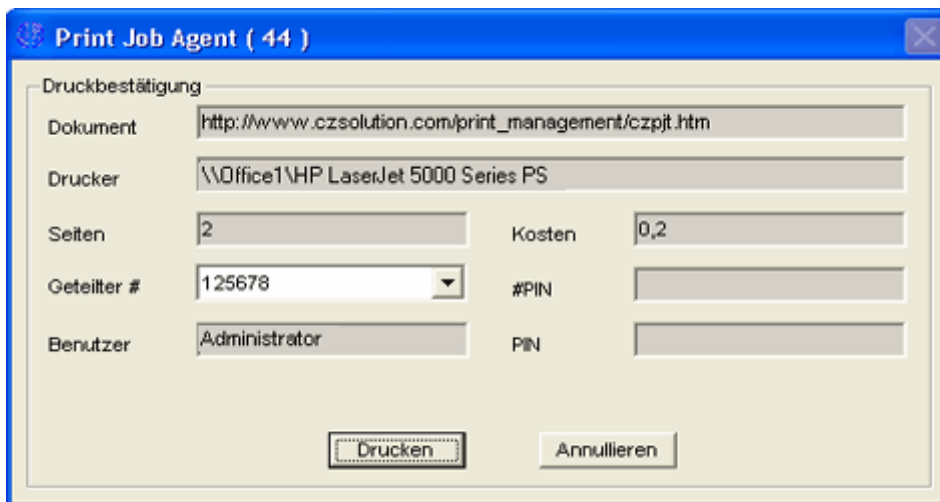 Print Job Agent ( 44 )
Druckbestätigung
Dokument http://www.czsolution.com/print_management/czpjt.htm
Drucker \\Office1\HP LaserJet 5000 Series PS
Seiten 2 Kosten 0,2
Geteilter # 125678 #PIN
Benutzer Administrator PIN
Drucken Annullieren